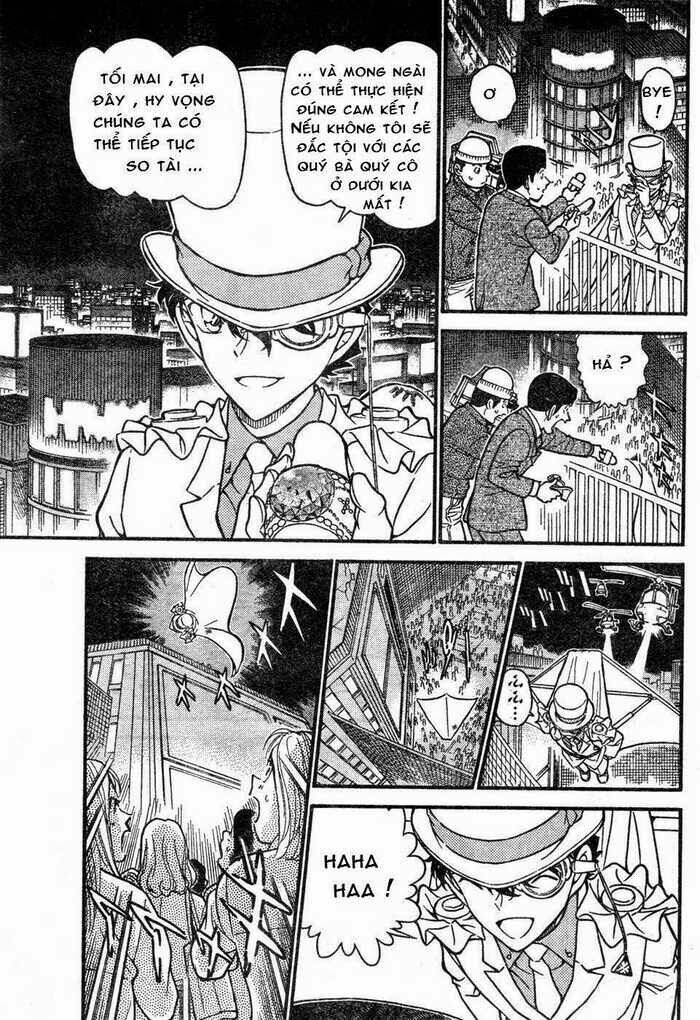 BYE
!
Ơ
... VÀ MONG NGÀI
CÓ THỂ THỰC HIỆN
ĐÚNG CAM KẾT !
NẾU KHÔNG TÔI SẼ
ĐẮC TỘI VỚI CÁC
QUÝ BÀ QUÝ CÔ
Ở DƯỚI KIA
MẤT !
TỐI MAI , TẠI
ĐÂY , HY VỌNG
CHÚNG TA CÓ
THỂ TIẾP TỤC
SO TÀI ...
HẢ ?
HAHA
HAA !